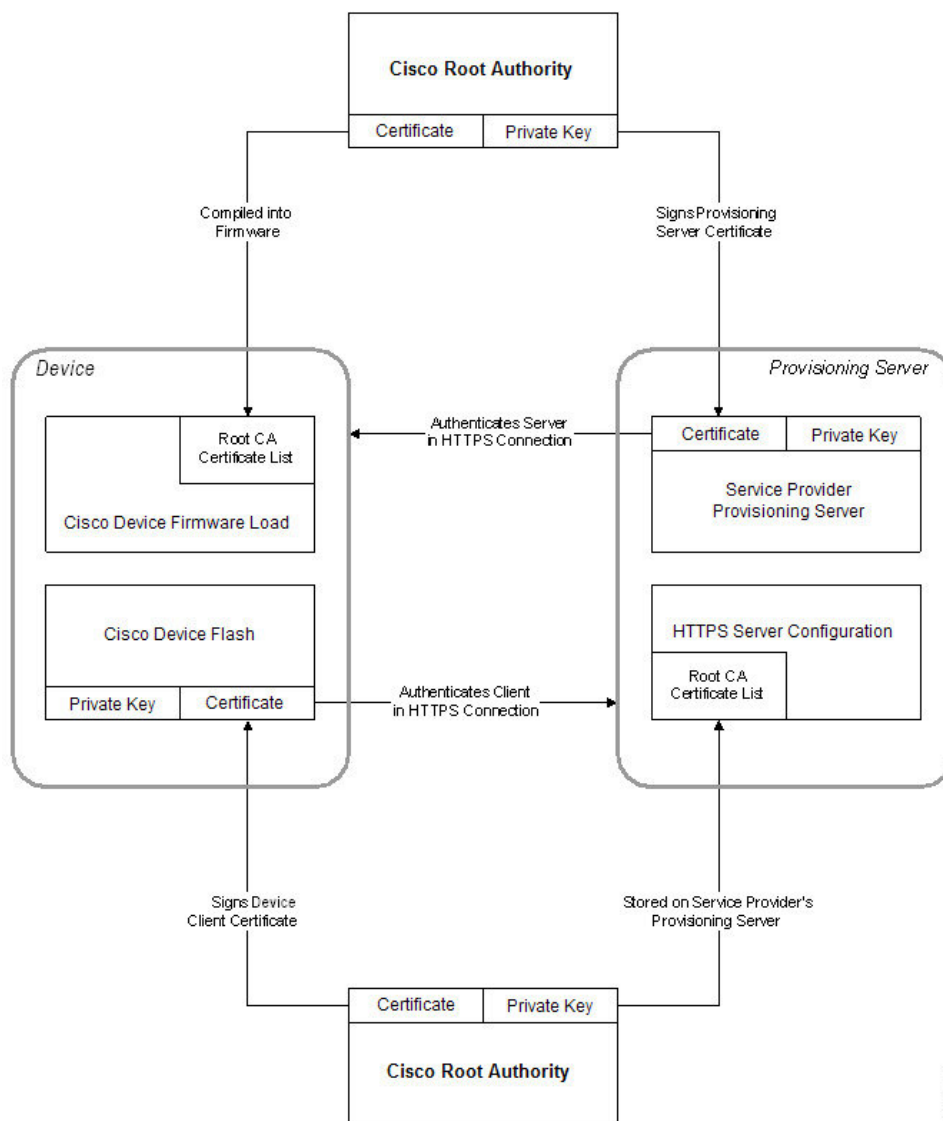 Cisco Root Authority
Certificate
Private Key
Compiled into
Firmware
Signs Provisioning
Server Certificate
Device
Provisioning Server
Root CA
Certificate List
Cisco Device Firmware Load
Authenticates Server
in HTTPS Connection
Certificate
Private Key
Service Provider
Provisioning Server
Cisco Device Flash
Private Key
Certificate
Authenticates Client
in HTTPS Connection
HTTPS Server Configuration
Root CA
Certificate List
Signs Device
Client Certificate
Stored on Service Provider's
Provisioning Server
Certificate
Private Key
Cisco Root Authority